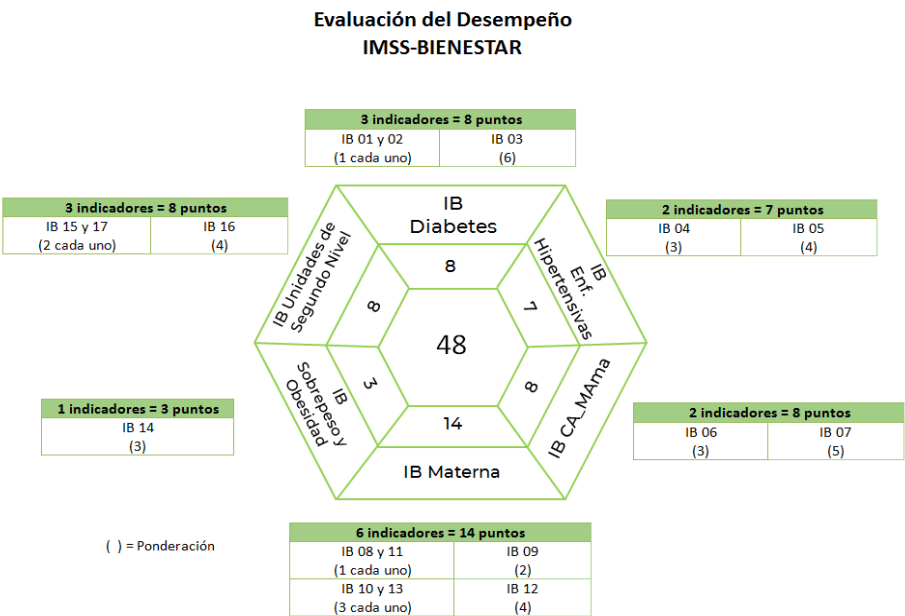 Evaluación del Desempeño
IMSS-BIENESTAR
3 indicadores = 8 puntos
IB 01 y 02
(1 cada uno)
IB 03
(6)
3 indicadores = 8 puntos
IB 15 y 17
(2 cada uno)
IB 16
(4)
2 indicadores = 7 puntos
IB 04
(3)
IB 05
(4)
IB
Diabetes
8
IB Unidades de
Segundo Nivel
8
IB
Enf.
Hipertensivas
7
48
IB
Sobrepeso y
Obesidad
3
IB CA_MAma
8
14
IB Materna
1 indicadores = 3 puntos
IB 14
(3)
2 indicadores = 8 puntos
IB 06
(3)
IB 07
(5)
( ) = Ponderación
6 indicadores = 14 puntos
IB 08 y 11
(1 cada uno)
IB 09
(2)
IB 10 y 13
(3 cada uno)
IB 12
(4)